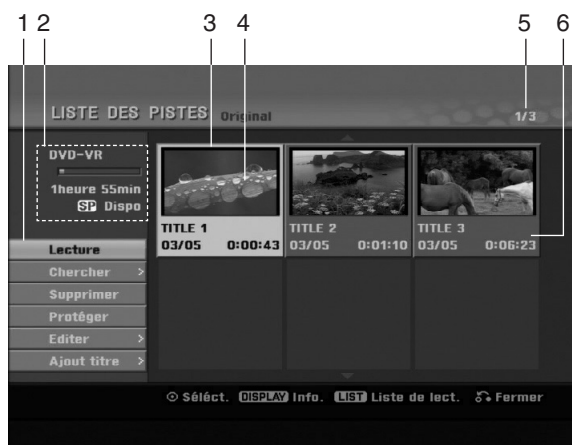 1 2 3 4 5 6
LISTE DES PISTES Original 1/3
DVD-VR
1heure 55min
SP Dispo
Lecture
Chercher >
Supprimer
Protéger
Editer >
Ajout titre >
TITLE 1
03/05 0:00:43
TITLE 2
03/05 0:01:10
TITLE 3
03/05 0:06:23
Séléct. DISPLAY Info. LIST Liste de lect. Fermer